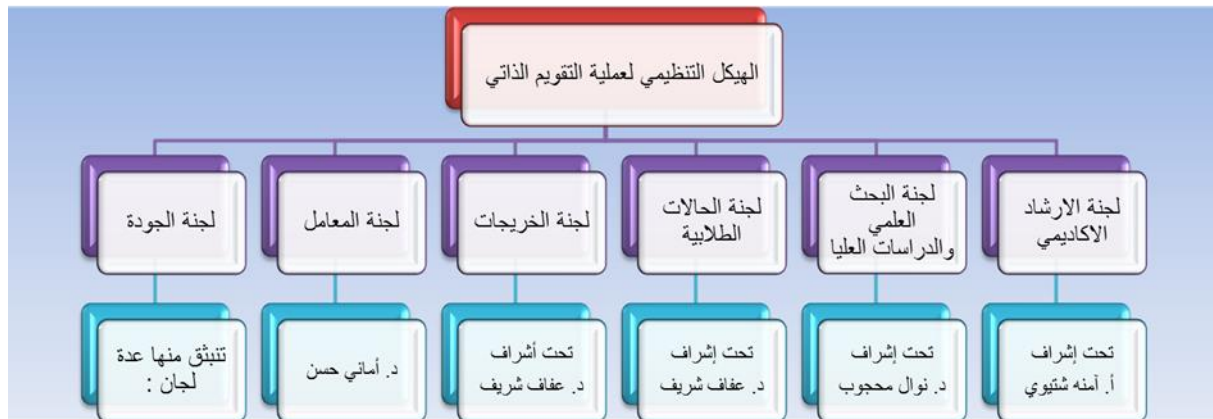 الهيكل التنظيمي لعملية التقويم الذاتي
لجنة الارشاد
الاكاديمي
لجنة البحث
العلمي
والدراسات العليا
لجنة الحالات
الطلابية
لجنة الخريجات
لجنة المعامل
لجنة الجودة
تحت إشراف
أ. آمنه شتيوي
تحت إشراف
د. نوال محجوب
تحت إشراف
د. عفاف شريف
تحت أشراف
د. عفاف شريف
د. أماني حسن
تنبثق منها عدة
لجان :